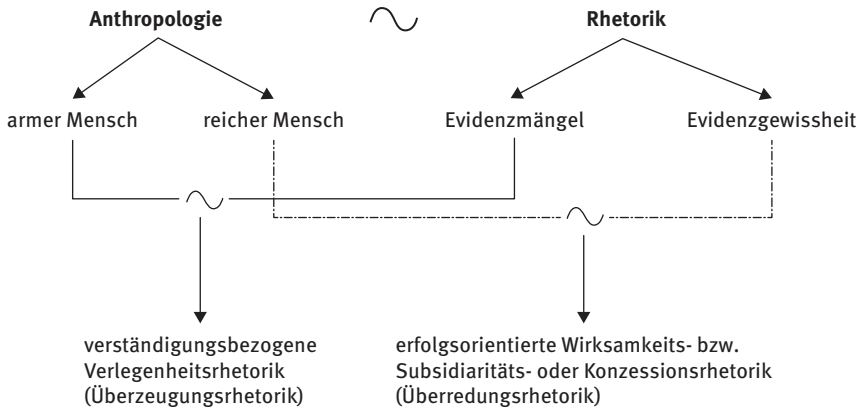 Anthropologie
Rhetorik
armer Mensch
reicher Mensch
Evidenzmängel
Evidenzgewissheit
verständigungsbezogene
Verlegenheitsrhetorik
(Überzeugungsrhetorik)
erfolgsorientierte Wirksamkeits- bzw.
Subsidiaritäts- oder Konzessionsrhetorik
(Überredungsrhetorik)